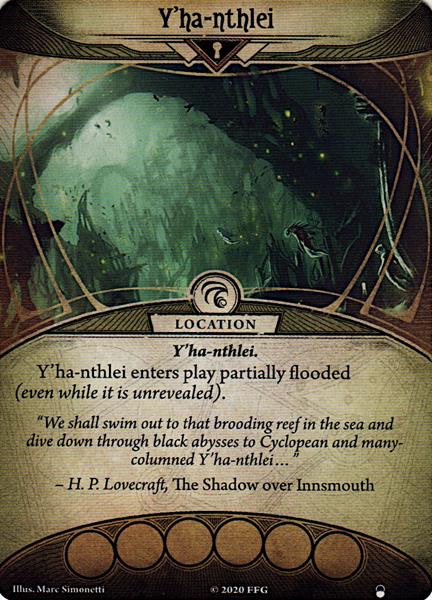 Y'ha-nthlei
LOCATION
Y'ha-nthlei.
Y'ha-nthlei enters play partially flooded
(even while it is unrevealed).
“We shall swim out to that brooding reef in the sea and
dive down through black abysses to Cyclopean and many-
columned Y'ha-nthlei…”
– H. P. Lovecraft, The Shadow over Innsmouth
Illus. Marc Simonetti
© 2020 FFG